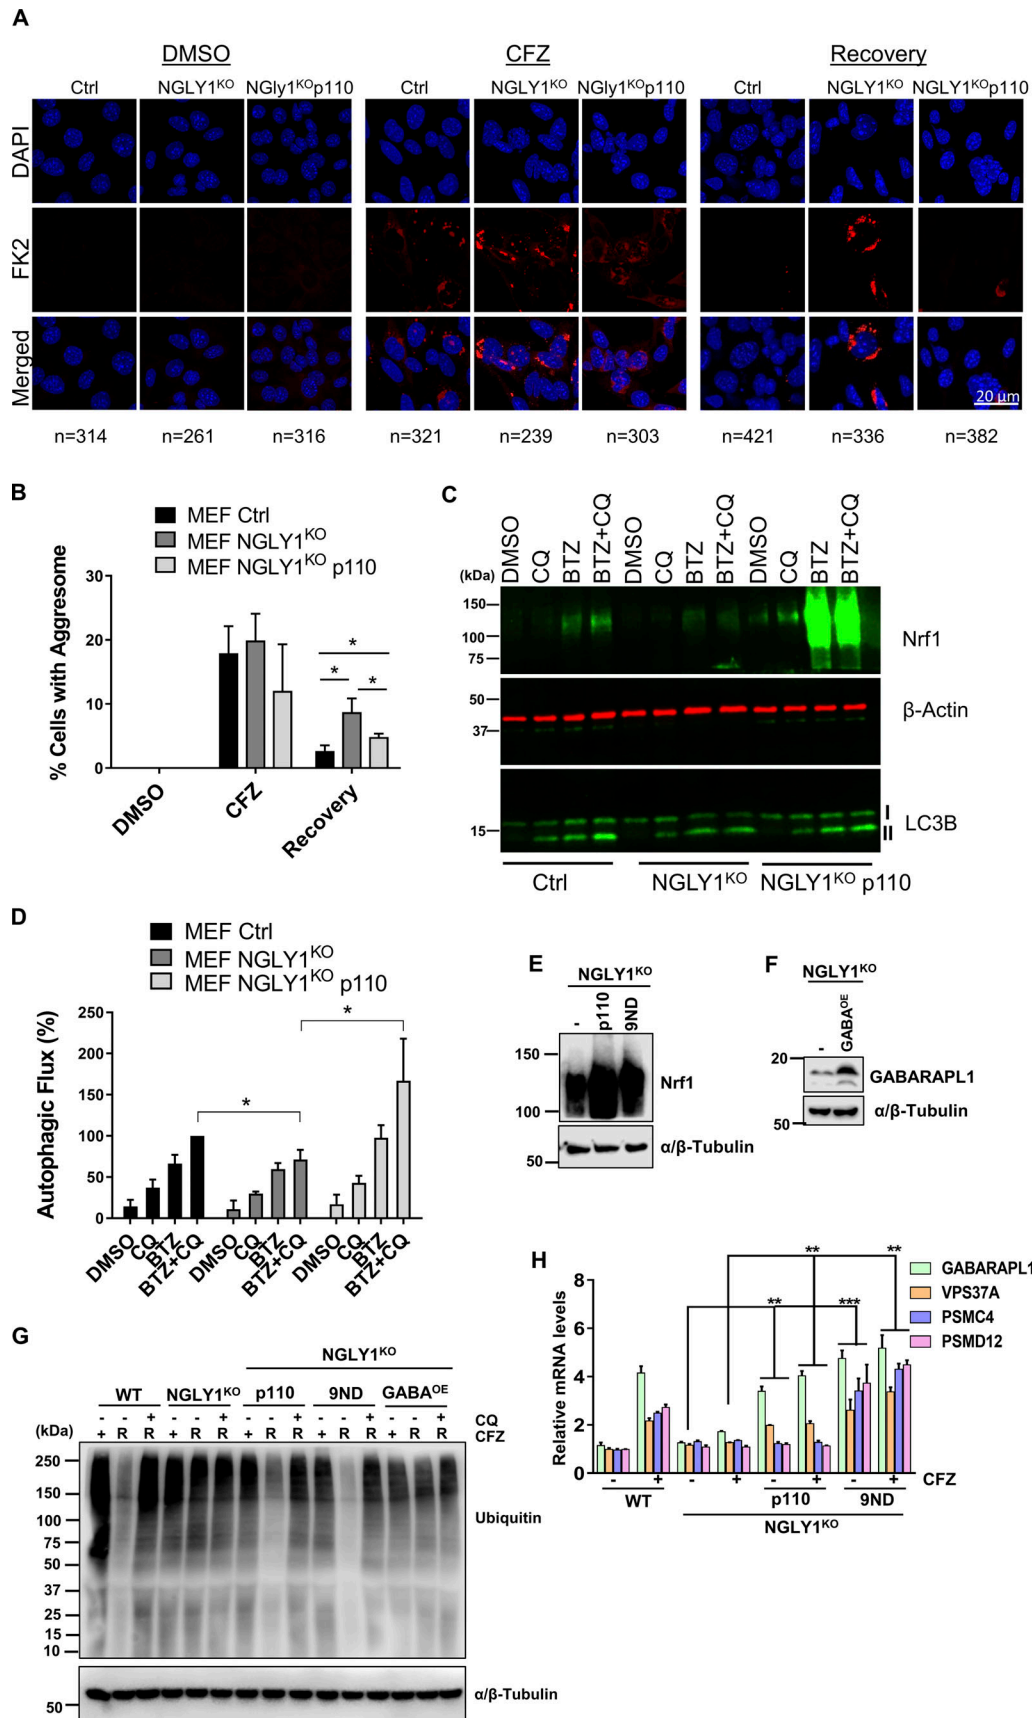 A
DMSO CFZ Recovery
Ctrl NGLY1KO NGly1KOp110 Ctrl NGLY1KO NGly1KOp110 Ctrl NGLY1KO NGLY1KOp110
DAPI
FK2
Merged
20 µm
n=314 n=261 n=316 n=321 n=239 n=303 n=421 n=336 n=382
B
MEF Ctrl
MEF NGLY1KO
MEF NGLY1KO p110
% Cells with Aggresome
30
20
10
0
* * *
DMSO CFZ Recovery
C
DMSO CQ BTZ BTZ+CQ DMSO CQ BTZ BTZ+CQ DMSO CQ BTZ BTZ+CQ
(kDa)
150
100
75
Nrf1
50
37
β-Actin
15
I
II
LC3B
Ctrl NGLY1KO NGLY1KO p110
D
MEF Ctrl
MEF NGLY1KO
MEF NGLY1KO p110
Autophagic Flux (%)
250
200
150
100
50
0
* *
DMSO CQ BTZ BTZ+CQ DMSO CQ BTZ BTZ+CQ DMSO CQ BTZ BTZ+CQ
E
NGLY1KO
- p110 9ND
150
100
Nrf1
50
α/β-Tubulin
F
NGLY1KO
- GABAOE
20
GABARAPL1
50
α/β-Tubulin
G
NGLY1KO
WT NGLY1KO p110 9ND GABAOE
- - + - - + - - + - - + - - + CQ
(kDa) + R R + R R + R R + R R + R R CFZ
250
150
100
75
50
37
25
15
10
Ubiquitin
50
α/β-Tubulin
H
GABARAPL1
VPS37A
PSMC4
PSMD12
Relative mRNA levels
8
6
4
2
0
** ** ** ***
- + - + - + - + CFZ
WT p110 9ND
NGLY1KO